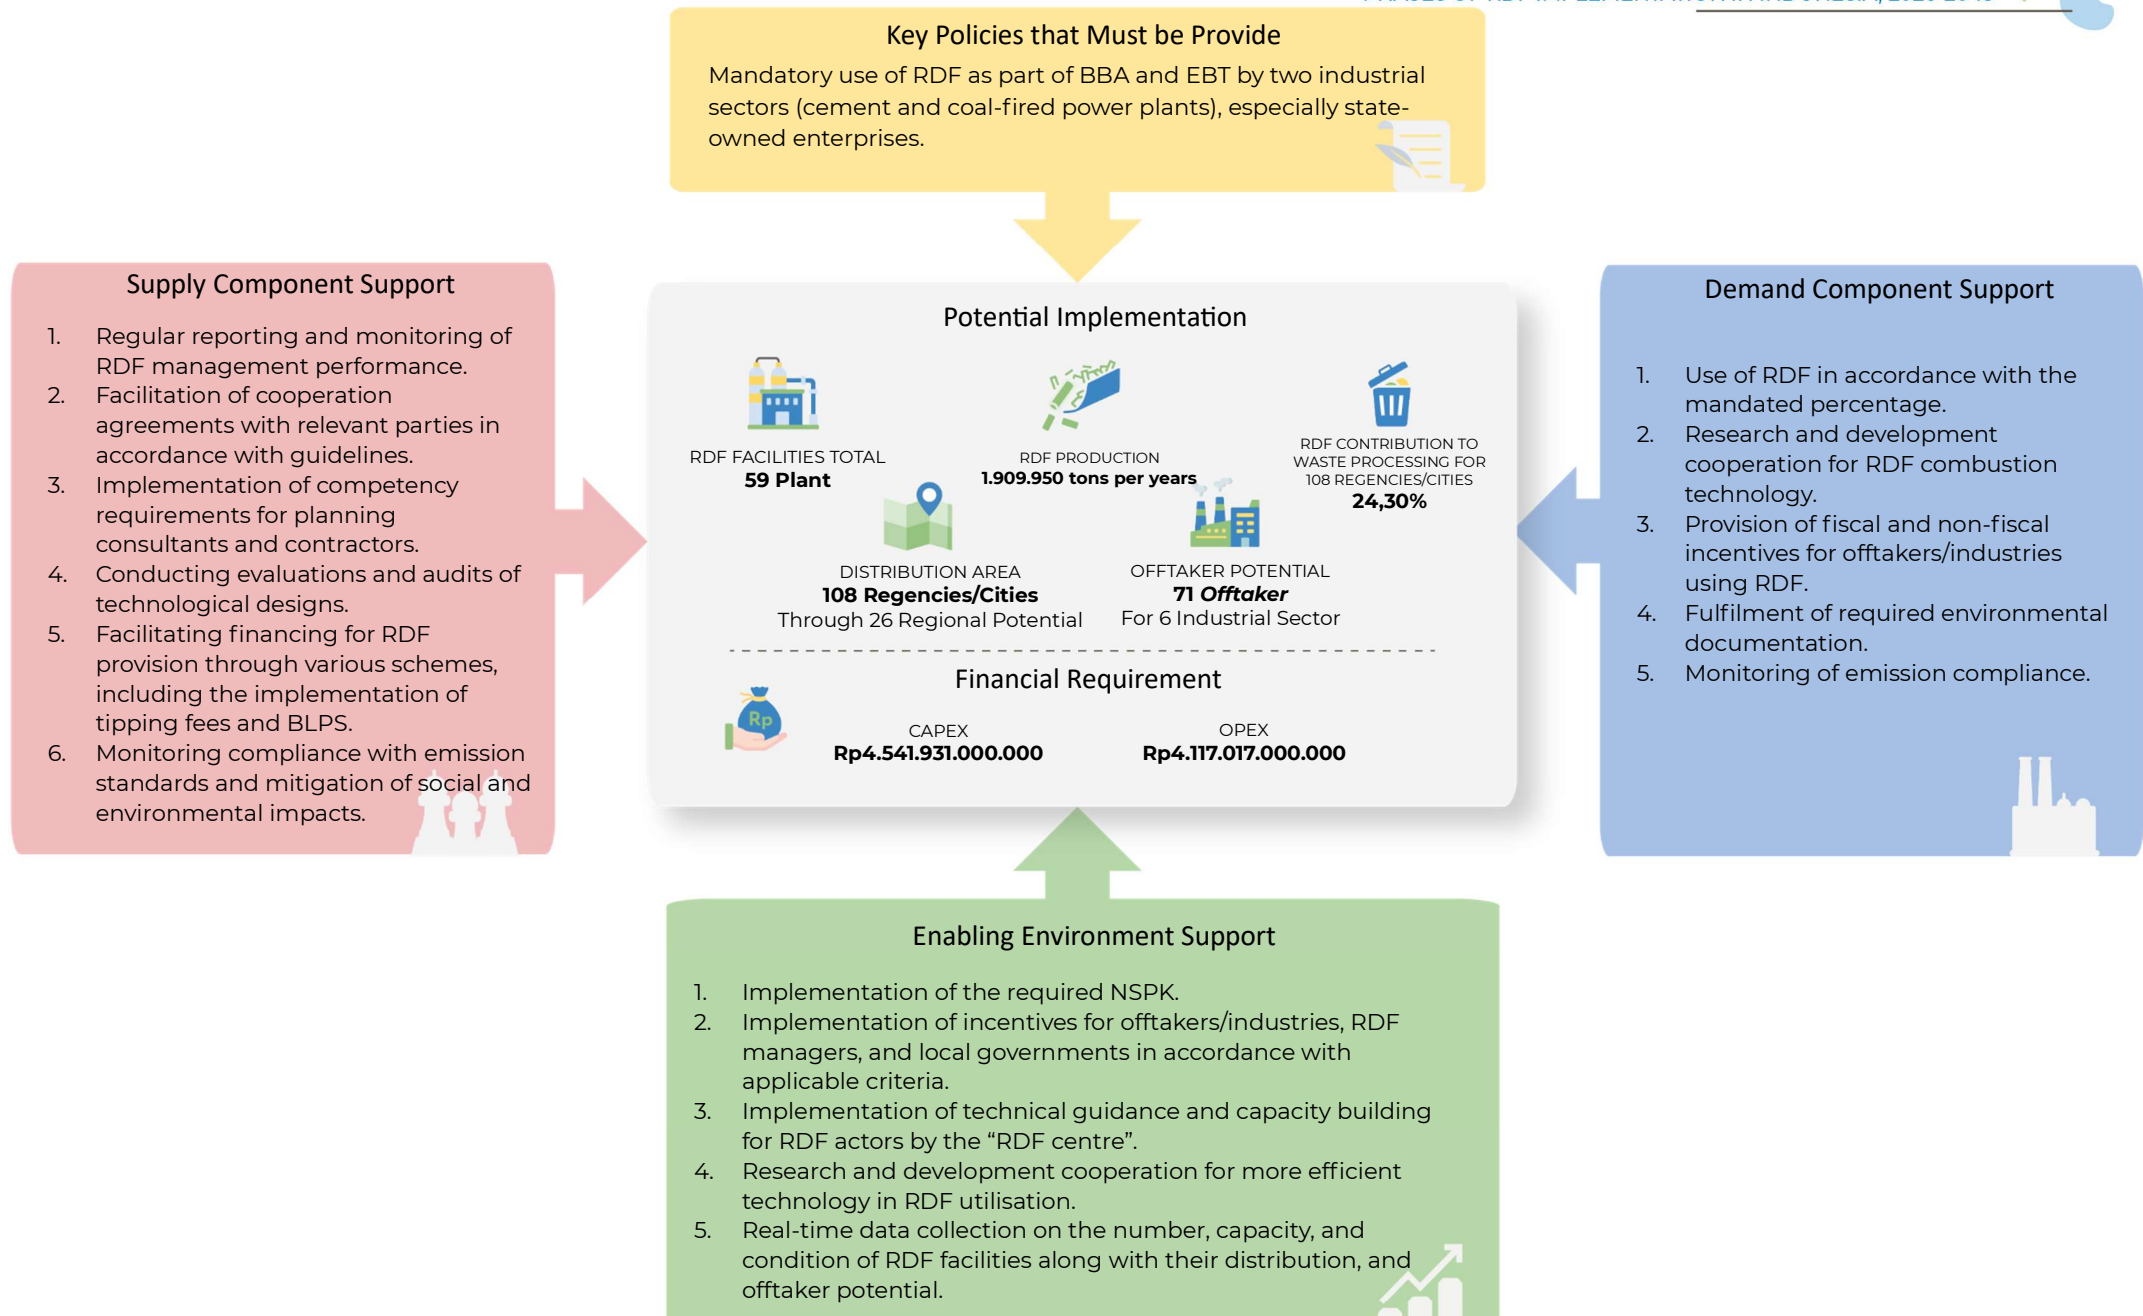 Key Policies that Must be Provide
Mandatory use of RDF as part of BBA and EBT by two industrial
sectors (cement and coal-fired power plants), especially state-
owned enterprises.
Supply Component Support
1. Regular reporting and monitoring of
RDF management performance.
2. Facilitation of cooperation
agreements with relevant parties in
accordance with guidelines.
3. Implementation of competency
requirements for planning
consultants and contractors.
4. Conducting evaluations and audits of
technological designs.
5. Facilitating financing for RDF
provision through various schemes,
including the implementation of
tipping fees and BLPS.
6. Monitoring compliance with emission
standards and mitigation of social and
environmental impacts.
Potential Implementation
RDF FACILITIES TOTAL
59 Plant
RDF PRODUCTION
1.909.950 tons per years
RDF CONTRIBUTION TO
WASTE PROCESSING FOR
108 REGENCIES/CITIES
24,30%
DISTRIBUTION AREA
108 Regencies/Cities
Through 26 Regional Potential
OFFTAKER POTENTIAL
71 Offtaker
For 6 Industrial Sector
Financial Requirement
Rp
CAPEX
Rp4.541.931.000.000
OPEX
Rp4.117.017.000.000
Demand Component Support
1. Use of RDF in accordance with the
mandated percentage.
2. Research and development
cooperation for RDF combustion
technology.
3. Provision of fiscal and non-fiscal
incentives for offtakers/industries
using RDF.
4. Fulfilment of required environmental
documentation.
5. Monitoring of emission compliance.
Enabling Environment Support
1. Implementation of the required NSPK.
2. Implementation of incentives for offtakers/industries, RDF
managers, and local governments in accordance with
applicable criteria.
3. Implementation of technical guidance and capacity building
for RDF actors by the “RDF centre”.
4. Research and development cooperation for more efficient
technology in RDF utilisation.
5. Real-time data collection on the number, capacity, and
condition of RDF facilities along with their distribution, and
offtaker potential.